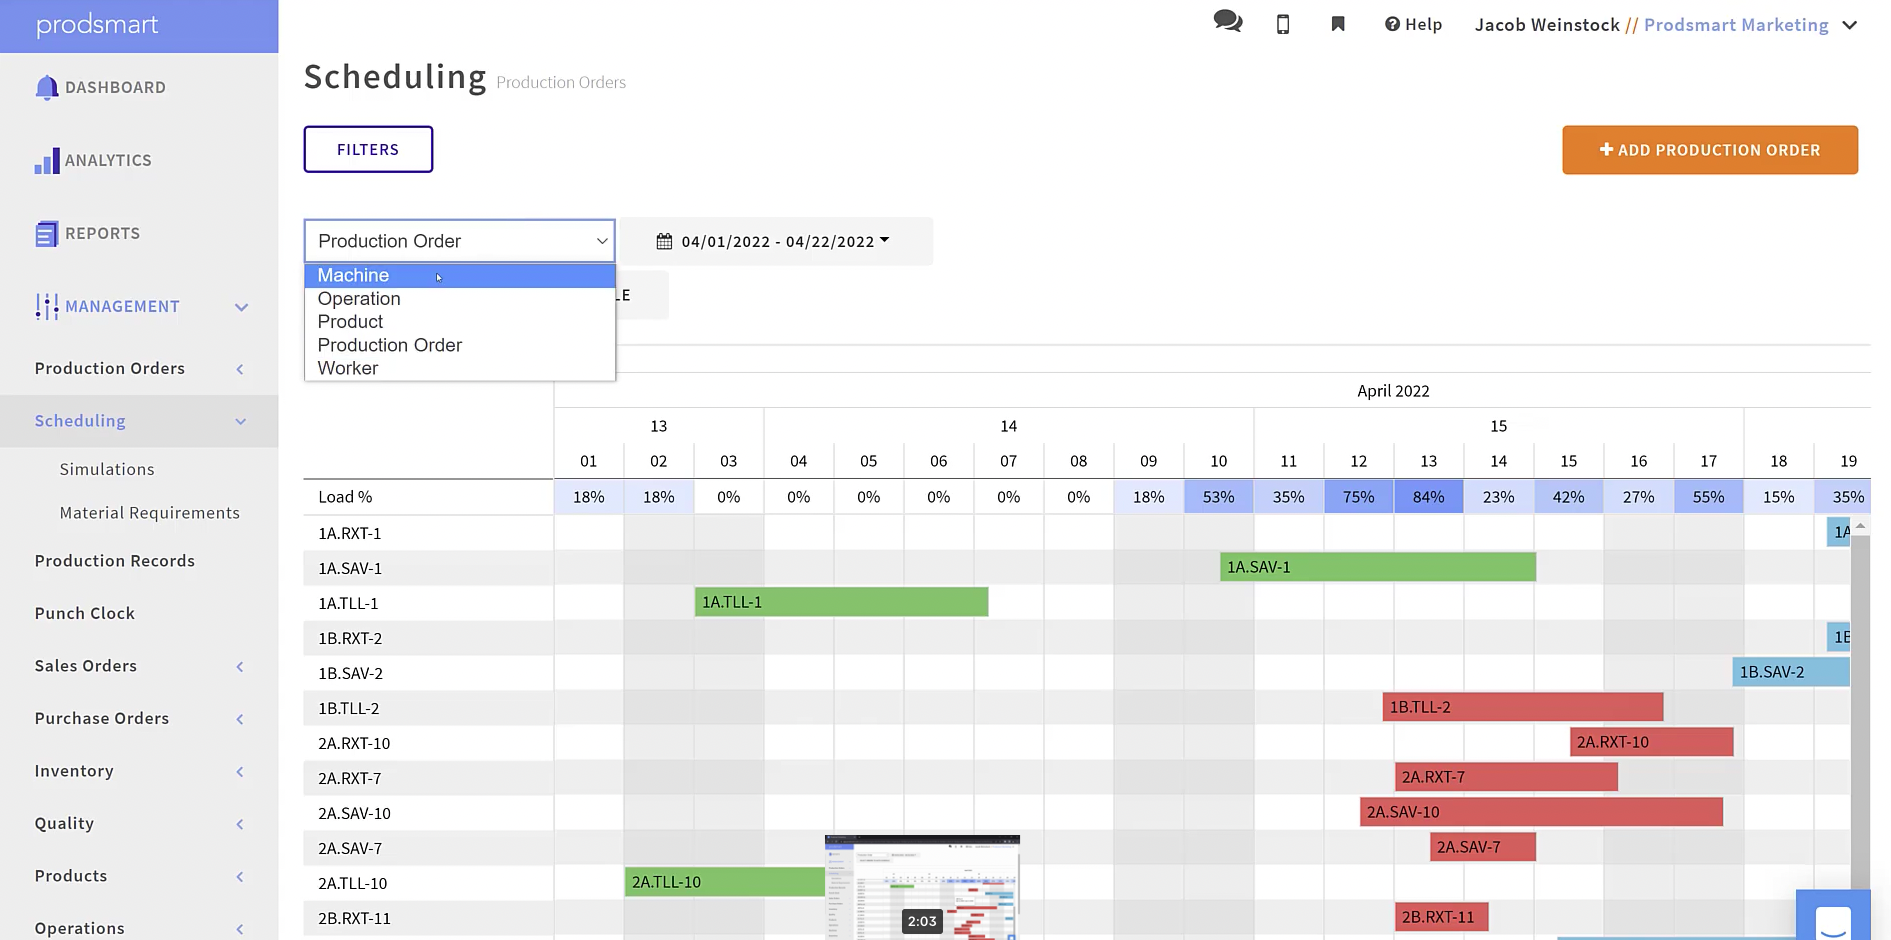 prodsmart
Help
Jacob Weinstock // Prodsmart Marketing
DASHBOARD
ANALYTICS
REPORTS
MANAGEMENT
Production Orders
Scheduling
Simulations
Material Requirements
Production Records
Punch Clock
Sales Orders
Purchase Orders
Inventory
Quality
Products
Operations
Scheduling Production Orders
FILTERS
+ ADD PRODUCTION ORDER
Production Order
04/01/2022 - 04/22/2022
Machine
Operation
Product
Production Order
Worker
LE
April 2022
13 14 15
01 02 03 04 05 06 07 08 09 10 11 12 13 14 15 16 17 18 19
Load % 18% 18% 0% 0% 0% 0% 0% 0% 18% 53% 35% 75% 84% 23% 42% 27% 55% 15% 35%
1A.RXT-1 1A
1A.SAV-1 1A.SAV-1
1A.TLL-1 1A.TLL-1
1B.RXT-2 1B
1B.SAV-2 1B.SAV-2
1B.TLL-2 1B.TLL-2
2A.RXT-10 2A.RXT-10
2A.RXT-7 2A.RXT-7
2A.SAV-10 2A.SAV-10
2A.SAV-7 2A.SAV-7
2A.TLL-10 2A.TLL-10
2B.RXT-11 2B.RXT-11
2:03